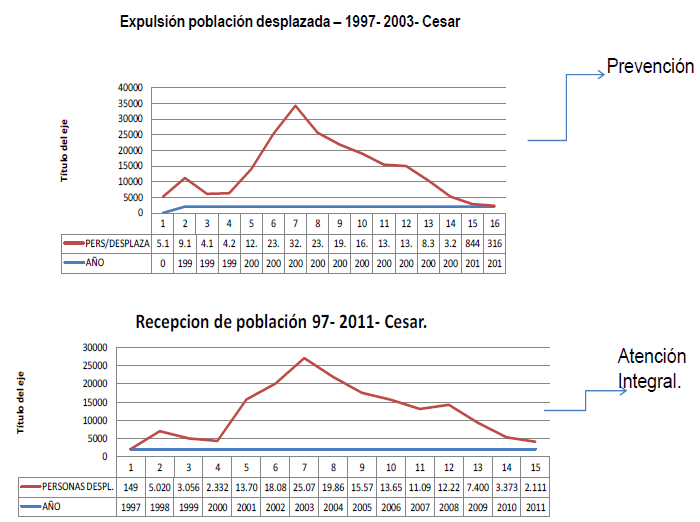 Expulsión población desplazada – 1997- 2003- Cesar
Prevención
Título del eje
40000
35000
30000
25000
20000
15000
10000
5000
0
1 2 3 4 5 6 7 8 9 10 11 12 13 14 15 16
PERS/DESPLAZA 5.1 9.1 4.1 4.2 12. 23. 32. 23. 19. 16. 13. 13. 8.3 3.2 844 316
AÑO 0 199 199 199 200 200 200 200 200 200 200 200 200 200 201 201
Recepcion de población 97- 2011- Cesar.
Atención
Integral.
Título del eje
30000
25000
20000
15000
10000
5000
0
1 2 3 4 5 6 7 8 9 10 11 12 13 14 15
PERSONAS DESPL. 149 5.020 3.056 2.332 13.70 18.08 25.07 19.86 15.57 13.65 11.09 12.22 7.400 3.373 2.111
AÑO 1997 1998 1999 2000 2001 2002 2003 2004 2005 2006 2007 2008 2009 2010 2011